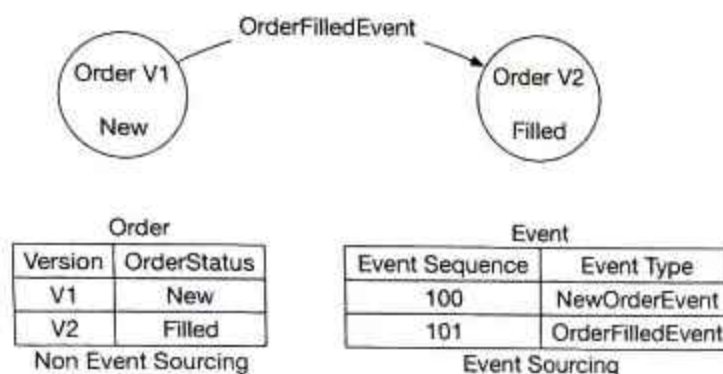 OrderFilledEvent
Order V1
New
Order V2
Filled
Order
Version OrderStatus
V1 New
V2 Filled
Non Event Sourcing
Event
Event Sequence Event Type
100 NewOrderEvent
101 OrderFilledEvent
Event Sourcing